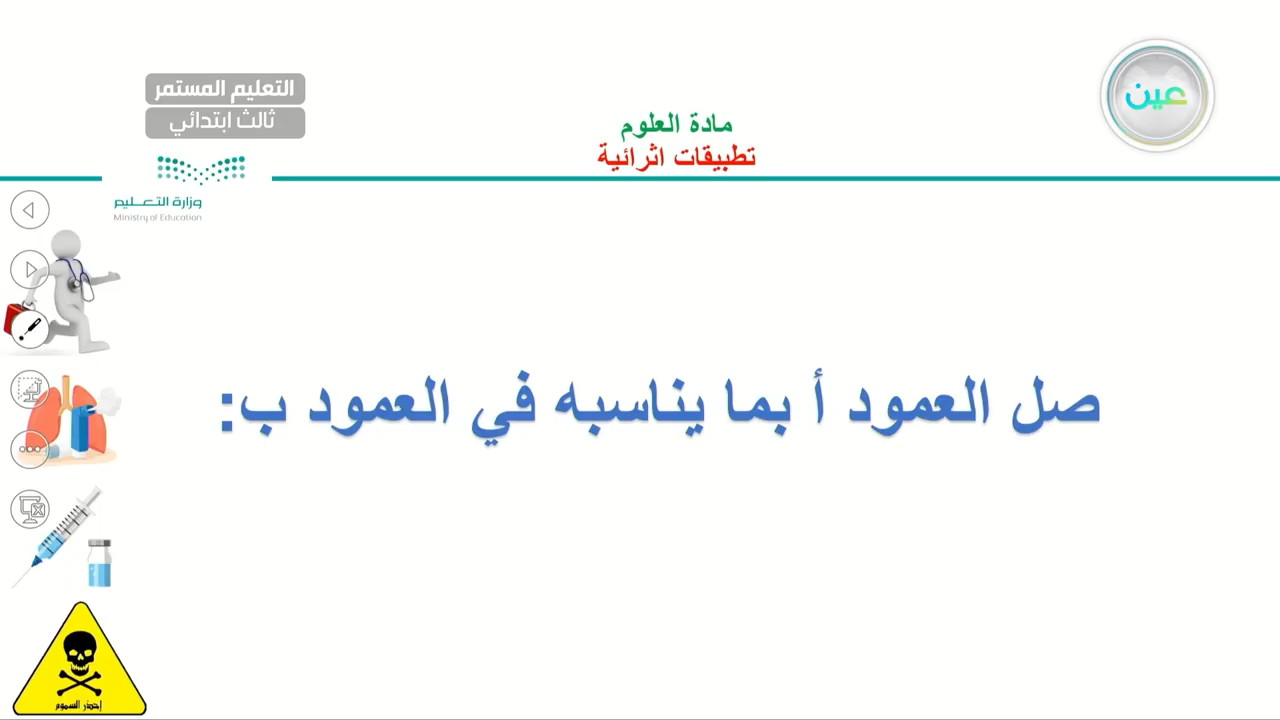 عين
التعليم المستمر
ثالث ابتدائي
مادة العلوم
تطبيقات اثرائية
وزارة التعليم
Ministry of Education
صل العمود أ بما يناسبه في العمود ب:
إحذر السموم